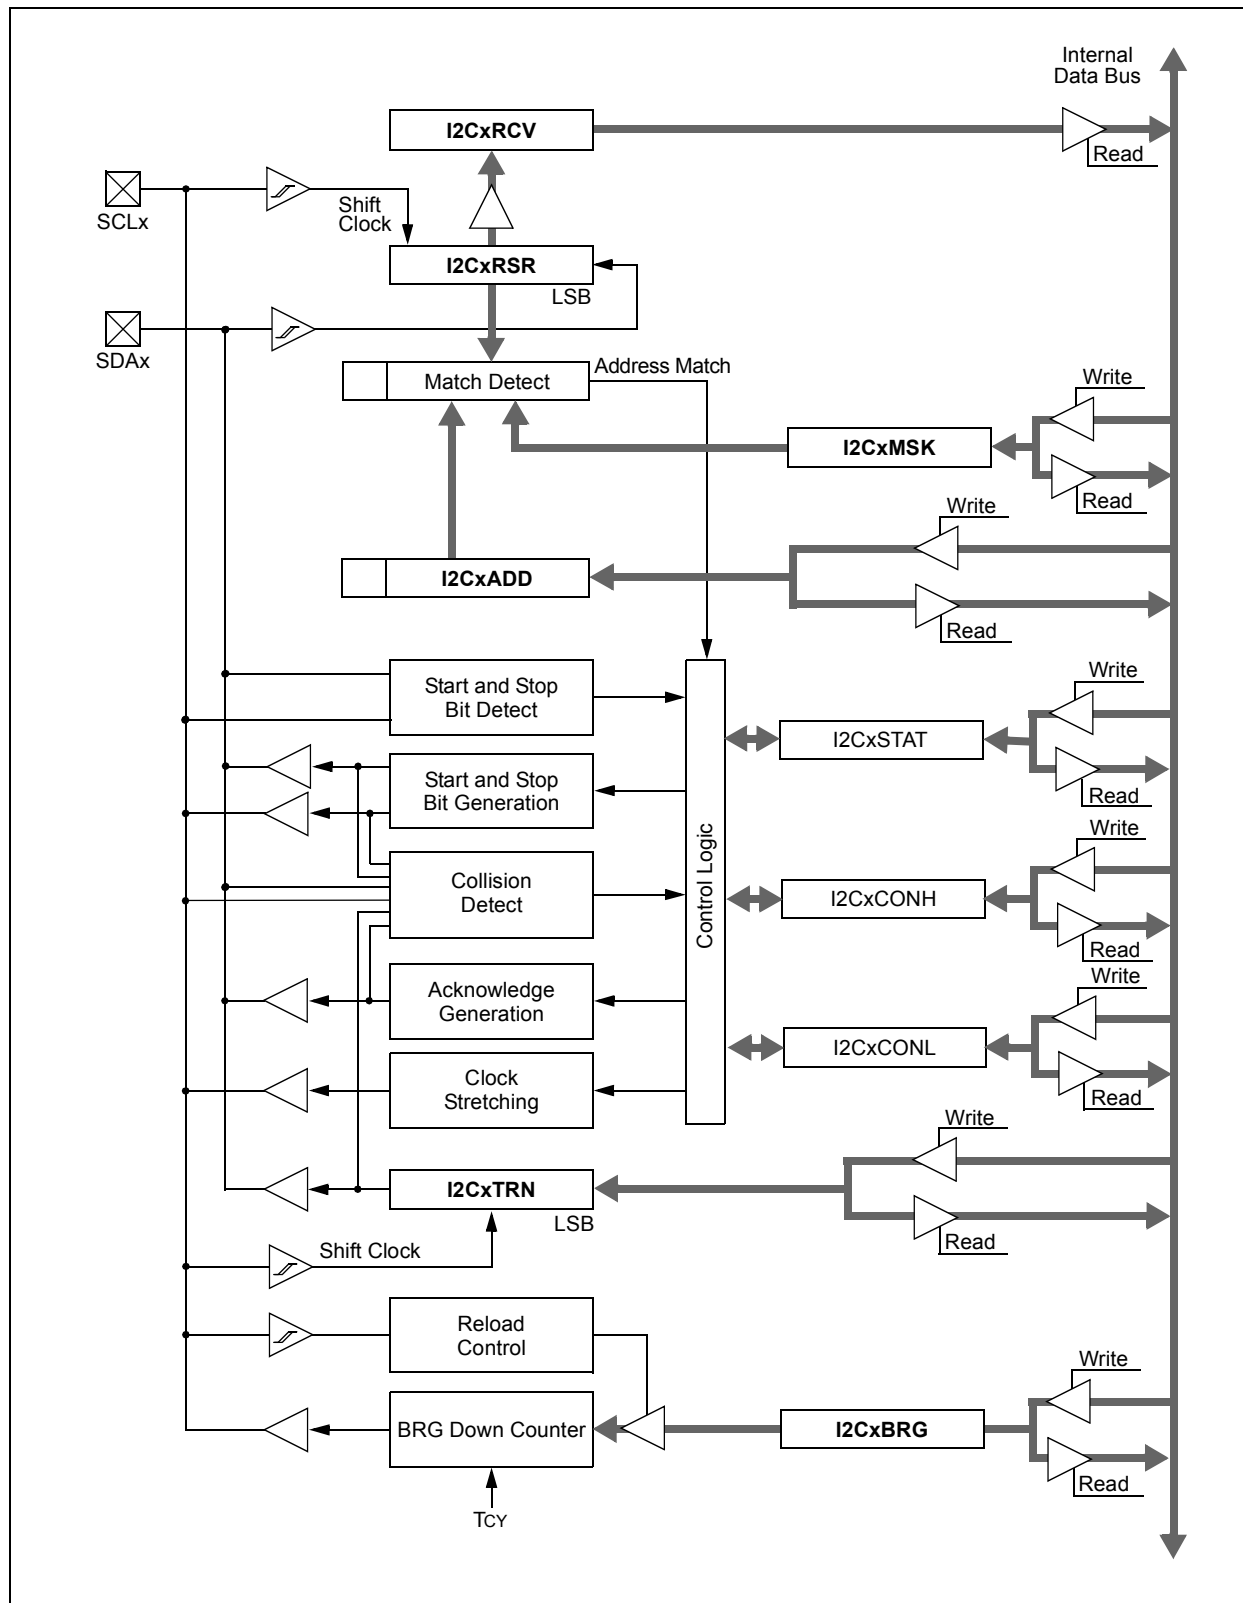 Internal
Data Bus
I2CxRCV
Read
SCLx
Shift
Clock
I2CxRSR
LSB
SDAx
Address Match
Match Detect
Write
I2CxMSK
Read
Write
I2CxADD
Read
Start and Stop
Bit Detect
Write
I2CxSTAT
Read
Start and Stop
Bit Generation
Control Logic
Write
Collision
Detect
I2CxCONH
Read
Write
Acknowledge
Generation
I2CxCONL
Read
Clock
Stretching
Write
I2CxTRN
LSB
Read
Shift Clock
Reload
Control
Write
BRG Down Counter
I2CxBRG
Read
TCY